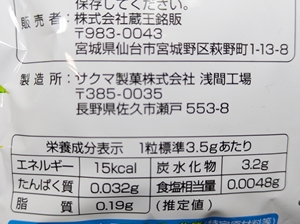 保存してください。
販売者：株式会社蔵王銘販
〒983-0043
宮城県仙台市宮城野区萩野町1-13-8
製造所：サクマ製菓株式会社 浅間工場
〒385-0035
長野県佐久市瀬戸 553-8
栄養成分表示 1粒標準3.5gあたり
エネルギー 15kcal 炭水化物 3.2g
たんぱく質 0.032g 食塩相当量 0.0048g
脂質 0.19g （推定値）